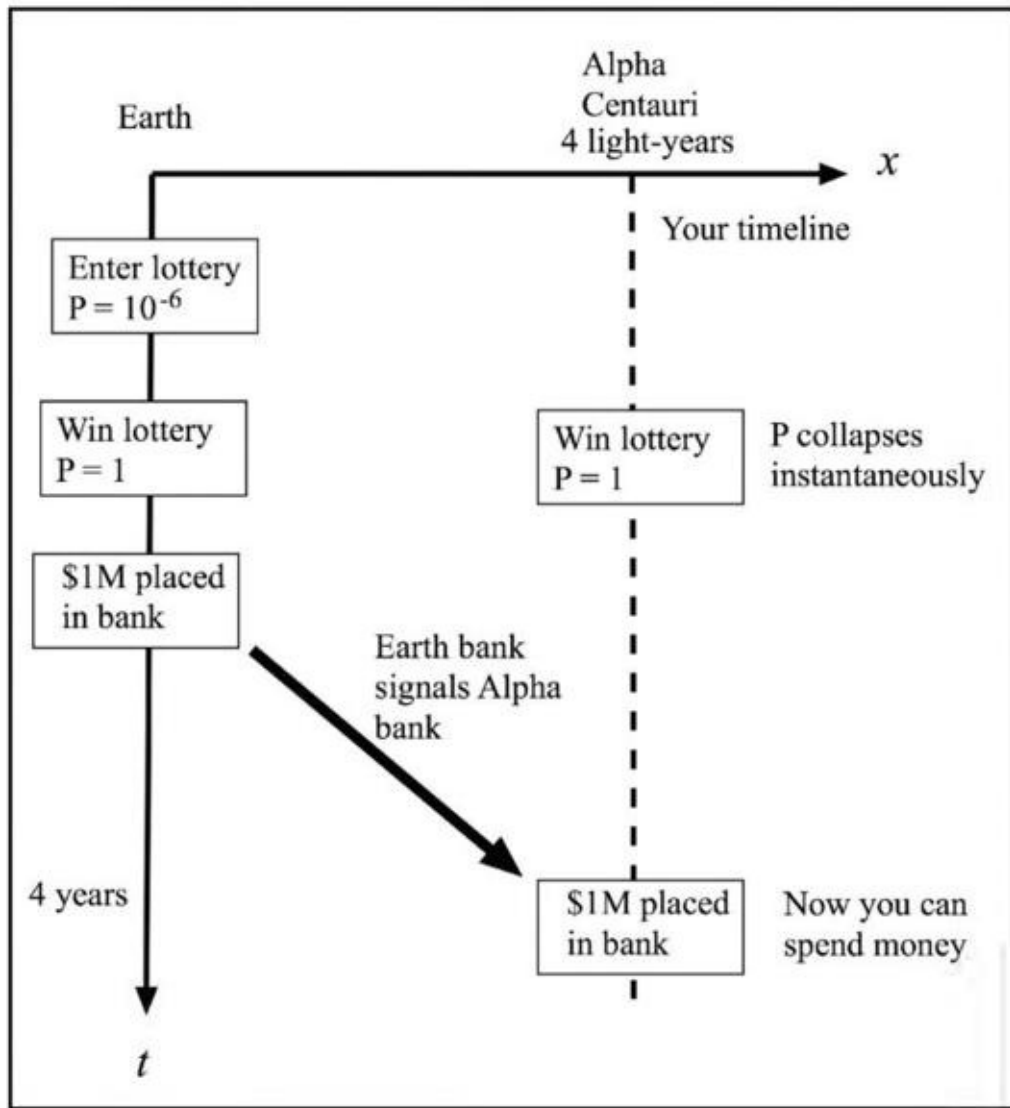 Alpha
Centauri
Earth
4 light-years
x
Your timeline
Enter lottery
P = 10⁻⁶
Win lottery
P = 1
Win lottery
P = 1
P collapses
instantaneously
$1M placed
in bank
Earth bank
signals Alpha
bank
4 years
$1M placed
in bank
Now you can
spend money
t